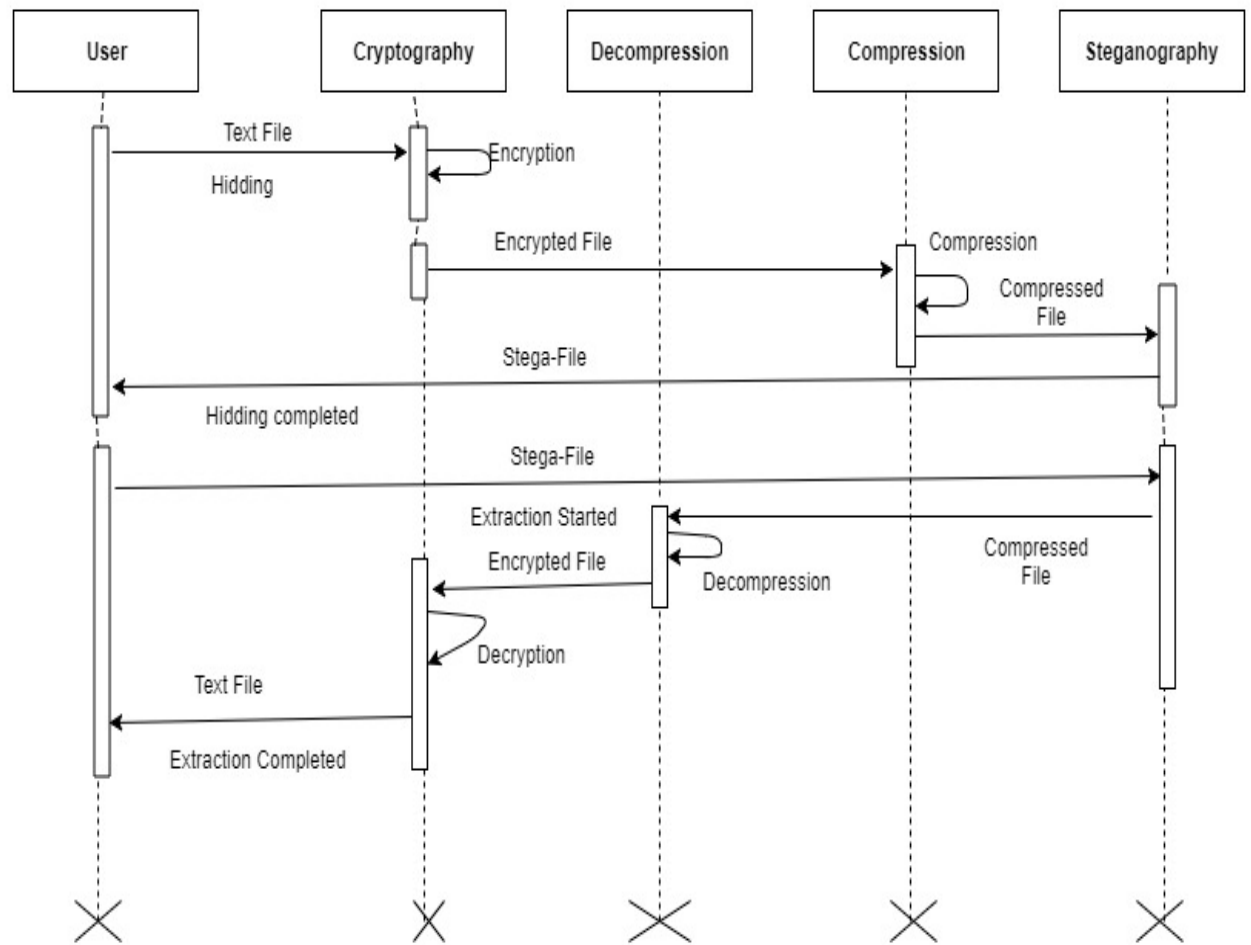 User
Cryptography
Decompression
Compression
Steganography
Text File
Encryption
Hidding
Encrypted File
Compression
Compressed
File
Stega-File
Hidding completed
Stega-File
Extraction Started
Compressed
File
Encrypted File
Decompression
Decryption
Text File
Extraction Completed